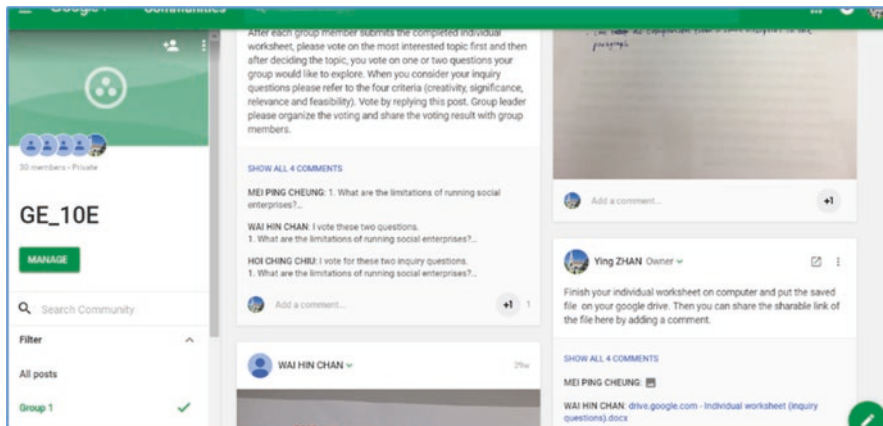 Communities
30 members - Private
GE_10E
MANAGE
Search Community
Filter
All posts
Group 1
After each group member submits the completed individual
worksheet, please vote on the most interested topic first and then
after deciding the topic, you vote on one or two questions your
group would like to explore. When you consider your inquiry
questions please refer to the four criteria (creativity, significance,
relevance and feasibility). Vote by replying this post. Group leader
please organize the voting and share the voting result with group
members.
SHOW ALL 4 COMMENTS
MEI PING CHEUNG: 1. What are the limitations of running social
enterprises?...
WAI HIN CHAN: I vote these two questions.
1. What are the limitations of running social enterprises?...
HOI CHING CHIU: I vote for these two inquiry questions.
1. What are the limitations of running social enterprises?...
Add a comment...
+1 1
WAI HIN CHAN
29w
paragraph
Add a comment...
+1
Ying ZHAN Owner
Finish your individual worksheet on computer and put the saved
file on your google drive. Then you can share the sharable link of
the file here by adding a comment.
SHOW ALL 4 COMMENTS
MEI PING CHEUNG:
WAI HIN CHAN: drive.google.com - Individual worksheet (inquiry
questions).docx